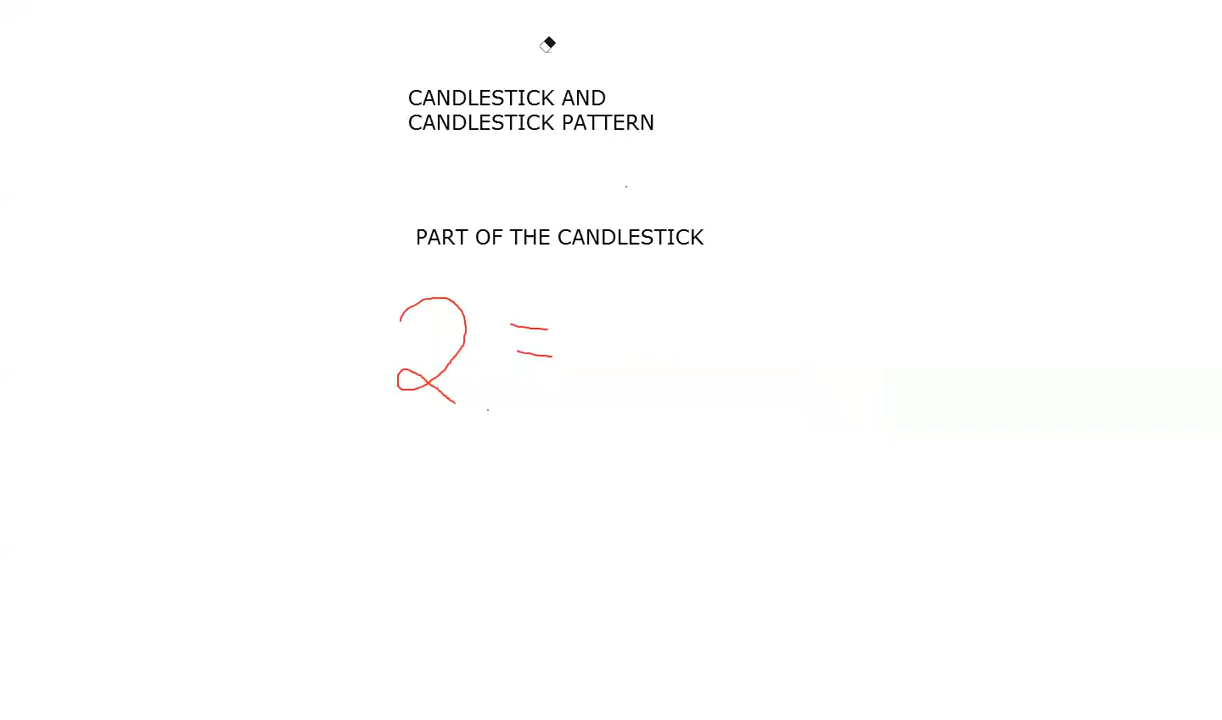 CANDLESTICK AND
CANDLESTICK PATTERN
PART OF THE CANDLESTICK
2 =